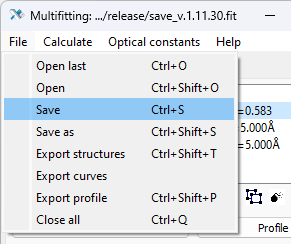 Multifitting: .../release/save_v.1.11.30.fit
File Calculate Optical constants Help
Open last Ctrl+O
Open Ctrl+Shift+O
Save Ctrl+S
= 0.583
Save as Ctrl+Shift+S
5.000Å
Export structures Ctrl+Shift+T
= 5.000Å
Export curves
Export profile Ctrl+Shift+P
Close all Ctrl+Q
Profile